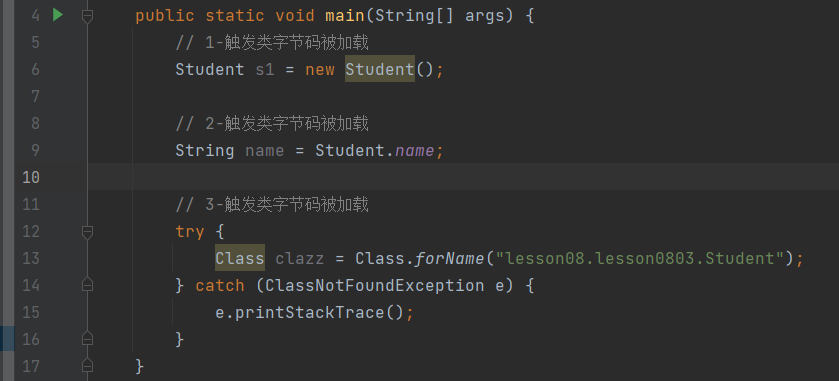 4 public static void main(String[] args) {
5 // 1-触发类字节码被加载
6 Student s1 = new Student();
7
8 // 2-触发类字节码被加载
9 String name = Student.name;
10
11 // 3-触发类字节码被加载
12 try {
13 Class clazz = Class.forName("lesson08.lesson0803.Student");
14 } catch (ClassNotFoundException e) {
15 e.printStackTrace();
16 }
17 }